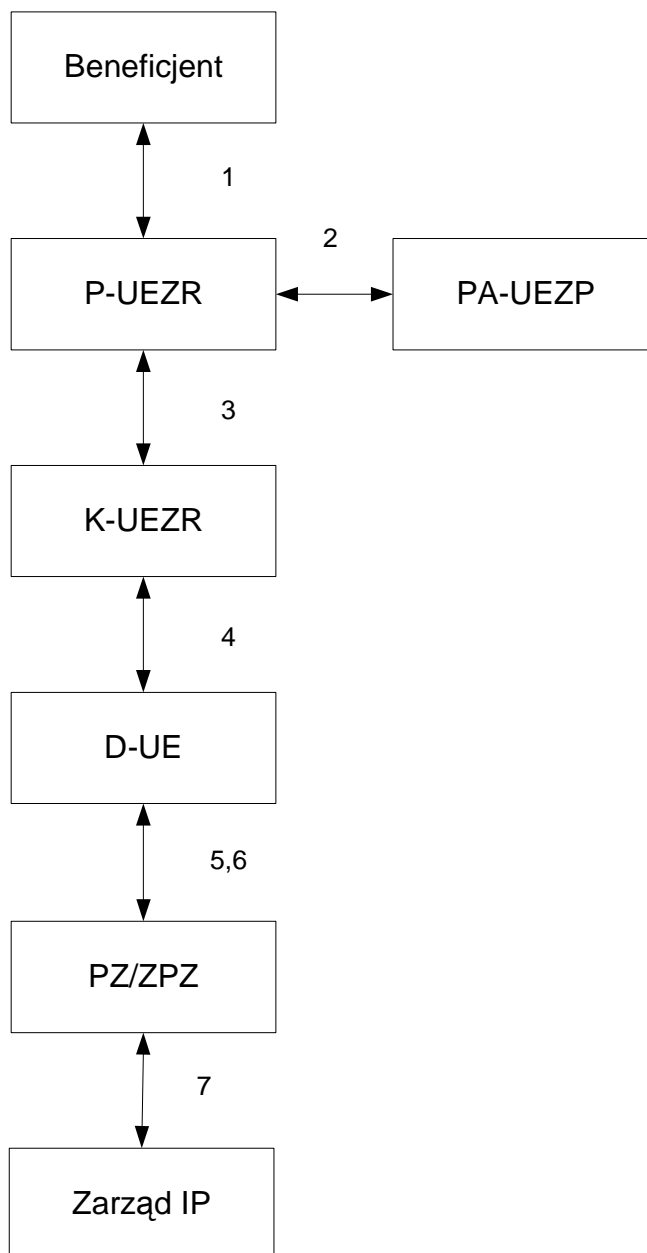 Beneficjent
1
2
P-UEZR
PA-UEZP
3
K-UEZR
4
D-UE
5,6
PZ/ZPZ
7
Zarząd IP